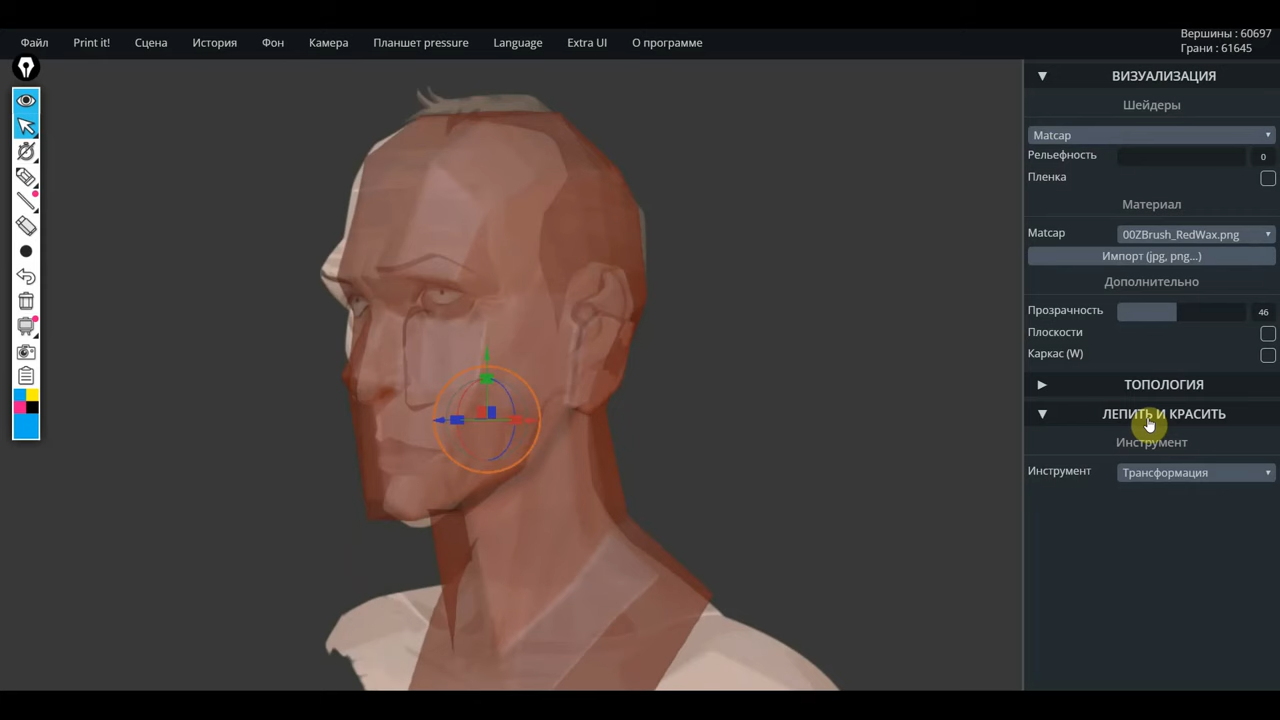 Файл Print it! Сцена История Фон Камера Планшет pressure Language Extra UI О программе
Вершины : 60697
Грани : 61645
ВИЗУАЛИЗАЦИЯ
Шейдеры
Matcap
Рельефность 0
Пленка
Материал
Matcap 00ZBrush_RedWax.png
Импорт (jpg, png...)
Дополнительно
Прозрачность 46
Плоскости
Каркас (W)
ТОПОЛОГИЯ
ЛЕПИТЬ И КРАСИТЬ
Инструмент
Инструмент Трансформация